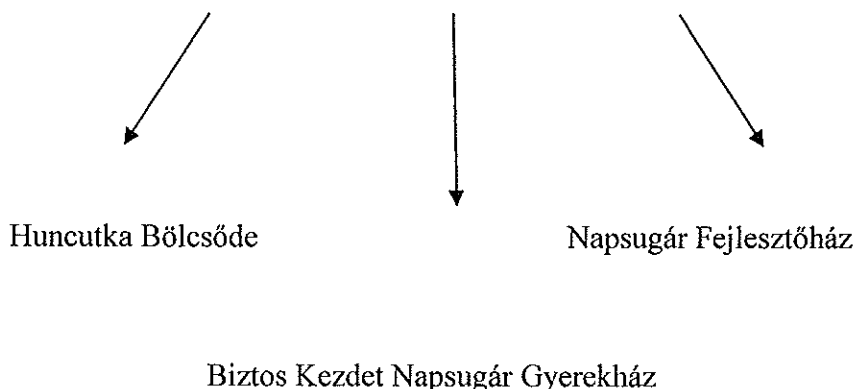 Huncutka Bölcsőde
Napsugár Fejlesztőház
Biztos Kezdet Napsugár Gyerekház